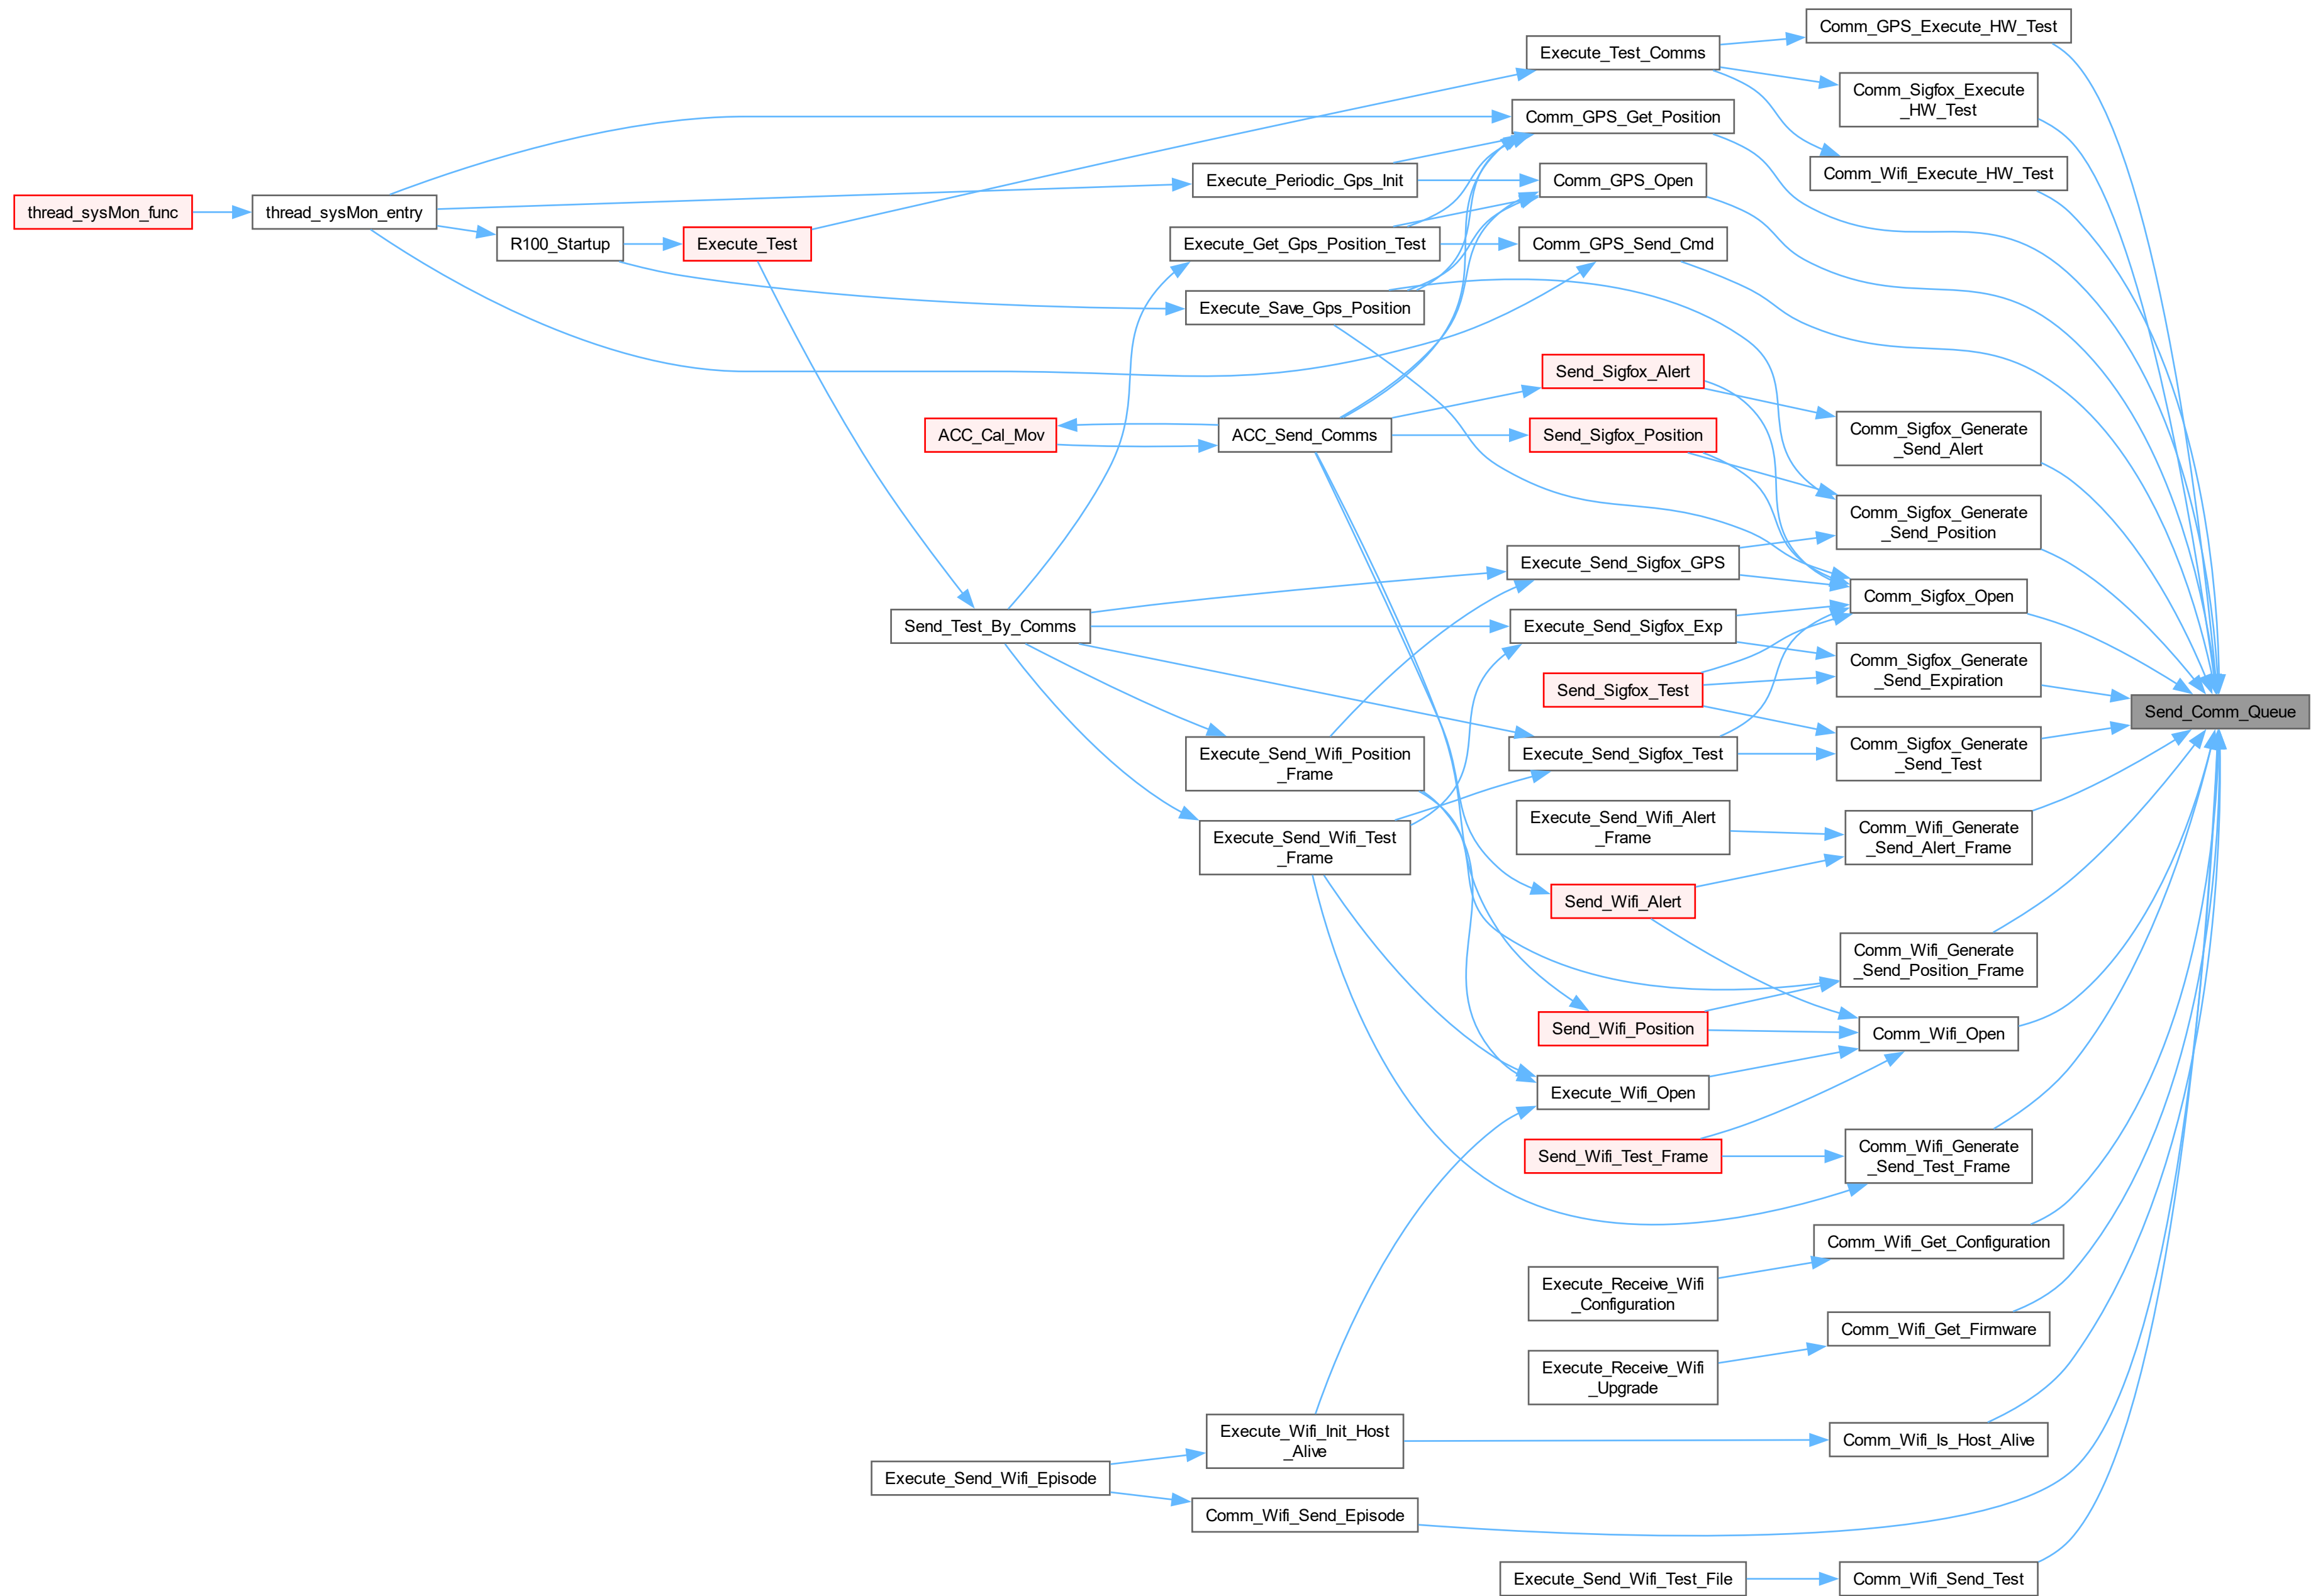 Comm_GPS_Execute_HW_Test
Execute_Test_Comms
Comm_Sigfox_Execute
_HW_Test
Comm_GPS_Get_Position
Comm_Wifi_Execute_HW_Test
Execute_Periodic_Gps_Init
Comm_GPS_Open
thread_sysMon_func
thread_sysMon_entry
R100_Startup
Execute_Test
Execute_Get_Gps_Position_Test
Comm_GPS_Send_Cmd
Execute_Save_Gps_Position
Send_Sigfox_Alert
ACC_Cal_Mov
ACC_Send_Comms
Send_Sigfox_Position
Comm_Sigfox_Generate
_Send_Alert
Comm_Sigfox_Generate
_Send_Position
Execute_Send_Sigfox_GPS
Comm_Sigfox_Open
Send_Test_By_Comms
Execute_Send_Sigfox_Exp
Comm_Sigfox_Generate
_Send_Expiration
Send_Sigfox_Test
Send_Comm_Queue
Execute_Send_Wifi_Position
_Frame
Execute_Send_Sigfox_Test
Comm_Sigfox_Generate
_Send_Test
Execute_Send_Wifi_Test
_Frame
Execute_Send_Wifi_Alert
_Frame
Comm_Wifi_Generate
_Send_Alert_Frame
Send_Wifi_Alert
Comm_Wifi_Generate
_Send_Position_Frame
Send_Wifi_Position
Comm_Wifi_Open
Execute_Wifi_Open
Send_Wifi_Test_Frame
Comm_Wifi_Generate
_Send_Test_Frame
Comm_Wifi_Get_Configuration
Execute_Receive_Wifi
_Configuration
Comm_Wifi_Get_Firmware
Execute_Receive_Wifi
_Upgrade
Execute_Wifi_Init_Host
_Alive
Comm_Wifi_Is_Host_Alive
Execute_Send_Wifi_Episode
Comm_Wifi_Send_Episode
Execute_Send_Wifi_Test_File
Comm_Wifi_Send_Test